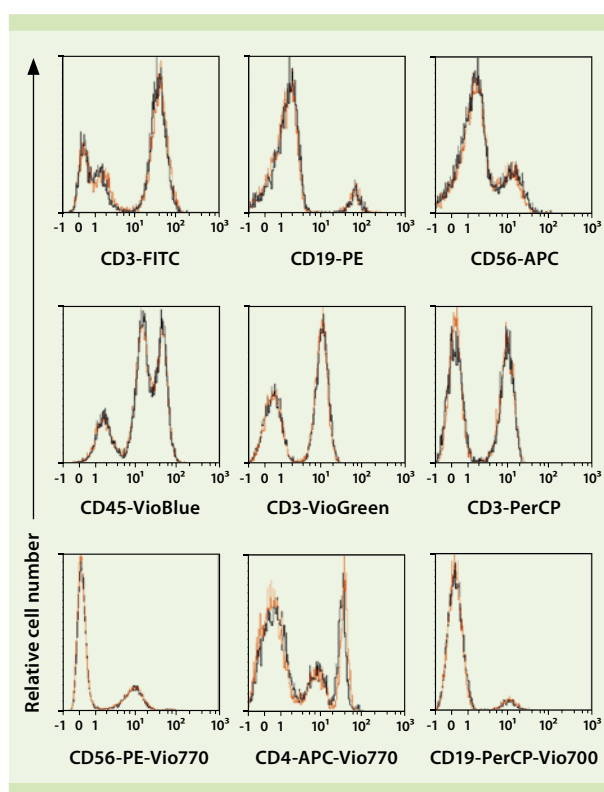 -1 0 1 10¹ 10² 10³
CD3-FITC
-1 0 1 10¹ 10² 10³
CD19-PE
-1 0 1 10¹ 10² 10³
CD56-APC
-1 0 1 10¹ 10² 10³
CD45-VioBlue
-1 0 1 10¹ 10² 10³
CD3-VioGreen
-1 0 1 10¹ 10² 10³
CD3-PerCP
Relative cell number
-1 0 1 10¹ 10² 10³
CD56-PE-Vio770
-1 0 1 10¹ 10² 10³
CD4-APC-Vio770
-1 0 1 10¹ 10² 10³
CD19-PerCP-Vio700